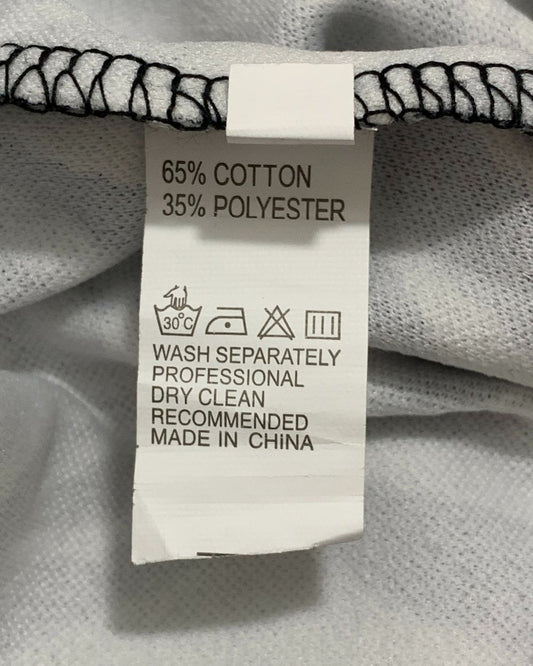 65% COTTON
35% POLYESTER
30°C
WASH SEPARATELY
PROFESSIONAL
DRY CLEAN
RECOMMENDED
MADE IN CHINA